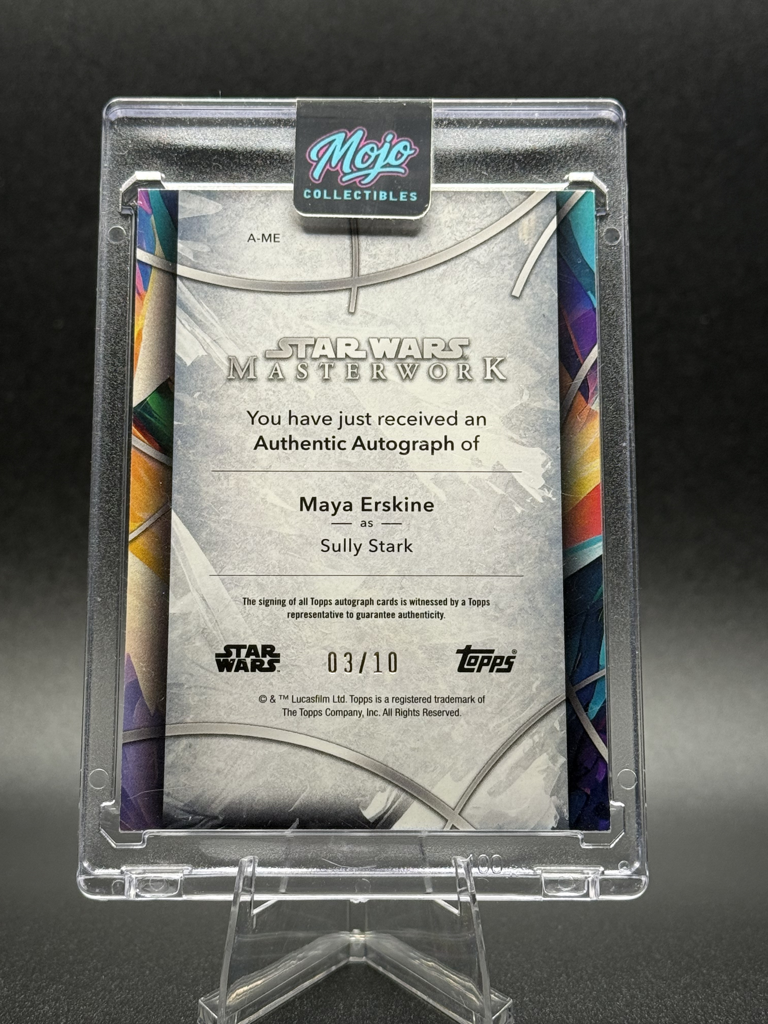 Mojo
COLLECTIBLES
A-ME
STAR WARS
MASTERWORK
You have just received an
Authentic Autograph of
Maya Erskine
as
Sully Stark
The signing of all Topps autograph cards is witnessed by a Topps
representative to guarantee authenticity.
STAR
WARS
03/10
Topps®
© & ™ Lucasfilm Ltd. Topps is a registered trademark of
The Topps Company, Inc. All Rights Reserved.